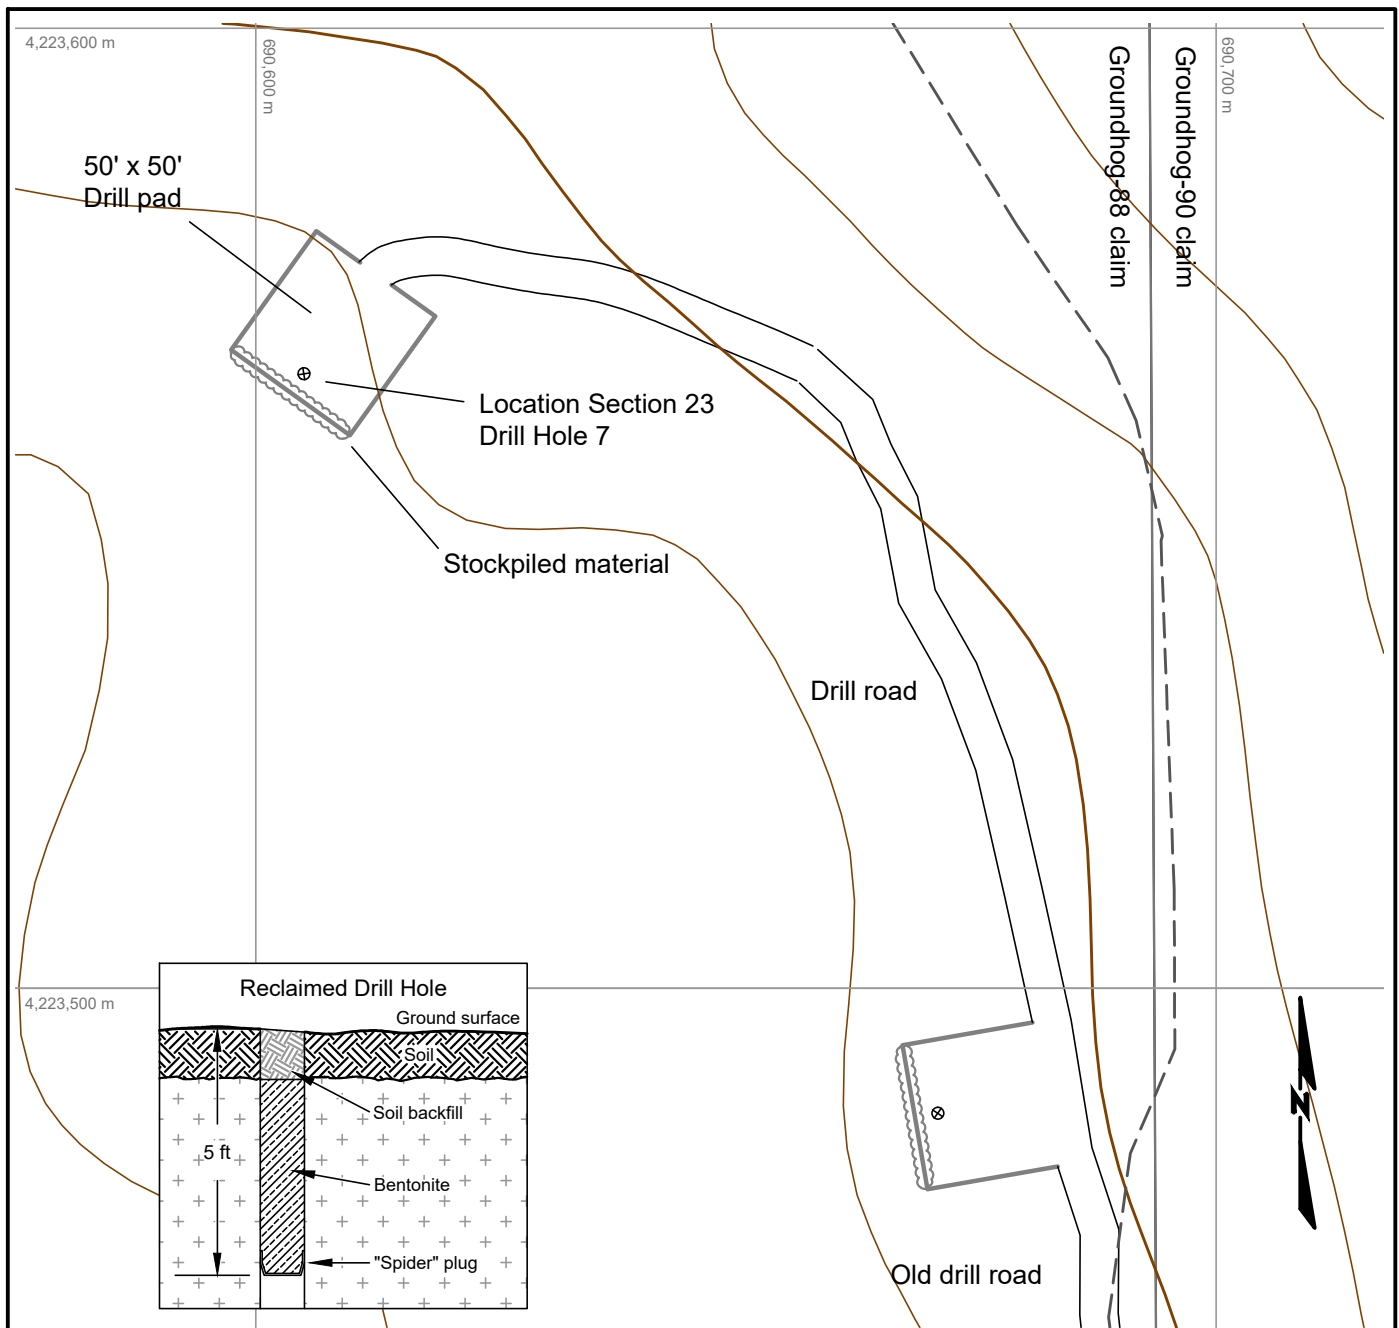 4,223,600 m
690,600 m
690,700 m
Groundhog-88 claim
Groundhog-90 claim
50' x 50'
Drill pad
Location Section 23
Drill Hole 7
Stockpiled material
Drill road
4,223,500 m
Reclaimed Drill Hole
Ground surface
Soil
Soil backfill
5 ft
Bentonite
"Spider" plug
Old drill road
N